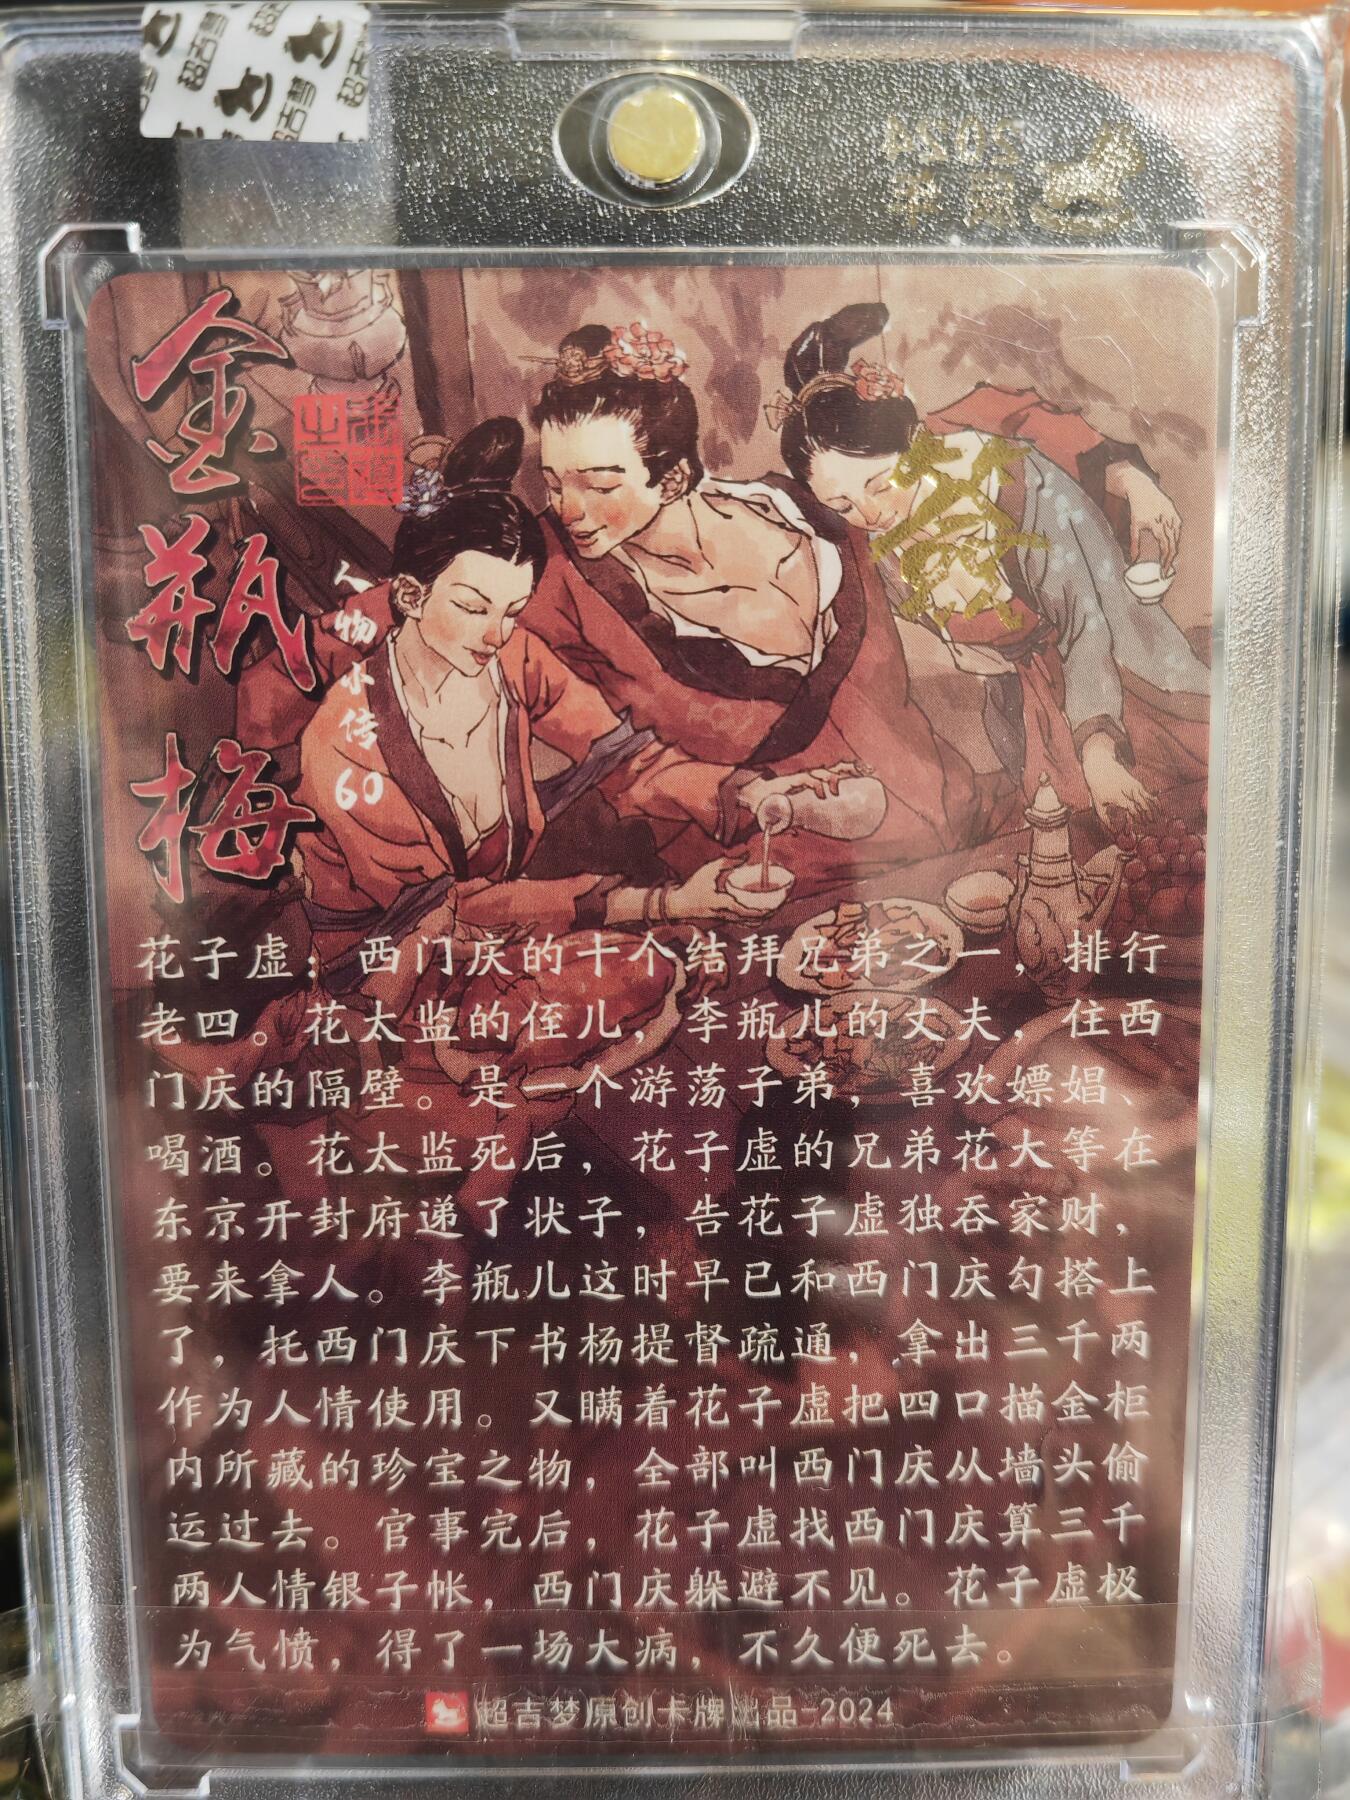 超吉梦
2024
金瓶梅
人物小传
60
花子虚：西门庆的十个结拜兄弟之一，排行
老四。花太监的侄儿，李瓶儿的丈夫，住西
门庆的隔壁。是一个游荡子弟，喜欢嫖娼、
喝酒。花太监死后，花子虚的兄弟花大等在
东京开封府递了状子，告花子虚独吞家财，
要来拿人。李瓶儿这时早已和西门庆勾搭上
了，托西门庆下书杨提督疏通，拿出三千两
作为人情使用。又瞒着花子虚把四口描金柜
内所藏的珍宝之物，全部叫西门庆从墙头偷
运过去。官事完后，花子虚找西门庆算三千
两人情银子帐，西门庆躲避不见。花子虚极
为气愤，得了一场大病，不久便死去。
超吉梦原创卡牌出品-2024